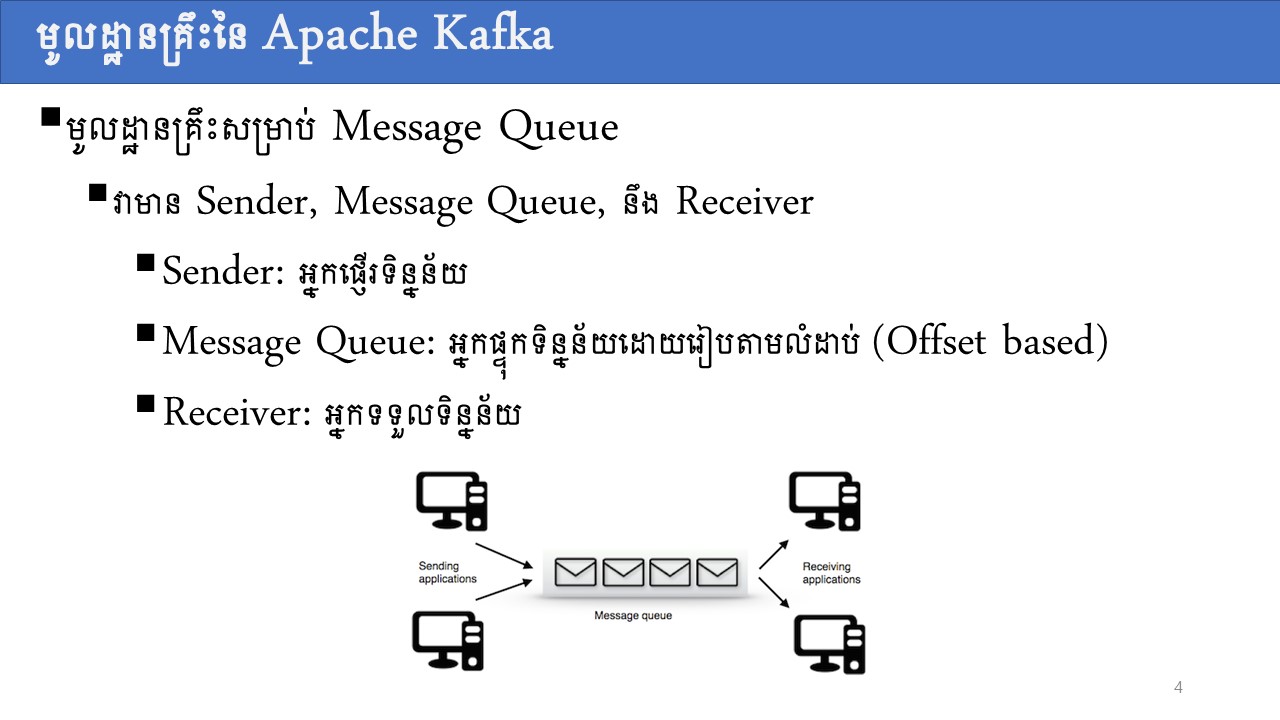 មូលដ្ឋានគ្រឹះនៃ Apache Kafka
មូលដ្ឋានគ្រឹះសម្រាប់ Message Queue
វាមាន Sender, Message Queue, នឹង Receiver
Sender: អ្នកផ្ញើរទិន្នន័យ
Message Queue: អ្នកផ្ទុកទិន្នន័យដោយរៀបតាមលំដាប់ (Offset based)
Receiver: អ្នកទទួលទិន្នន័យ
Sending
applications
Message queue
Receiving
applications
4